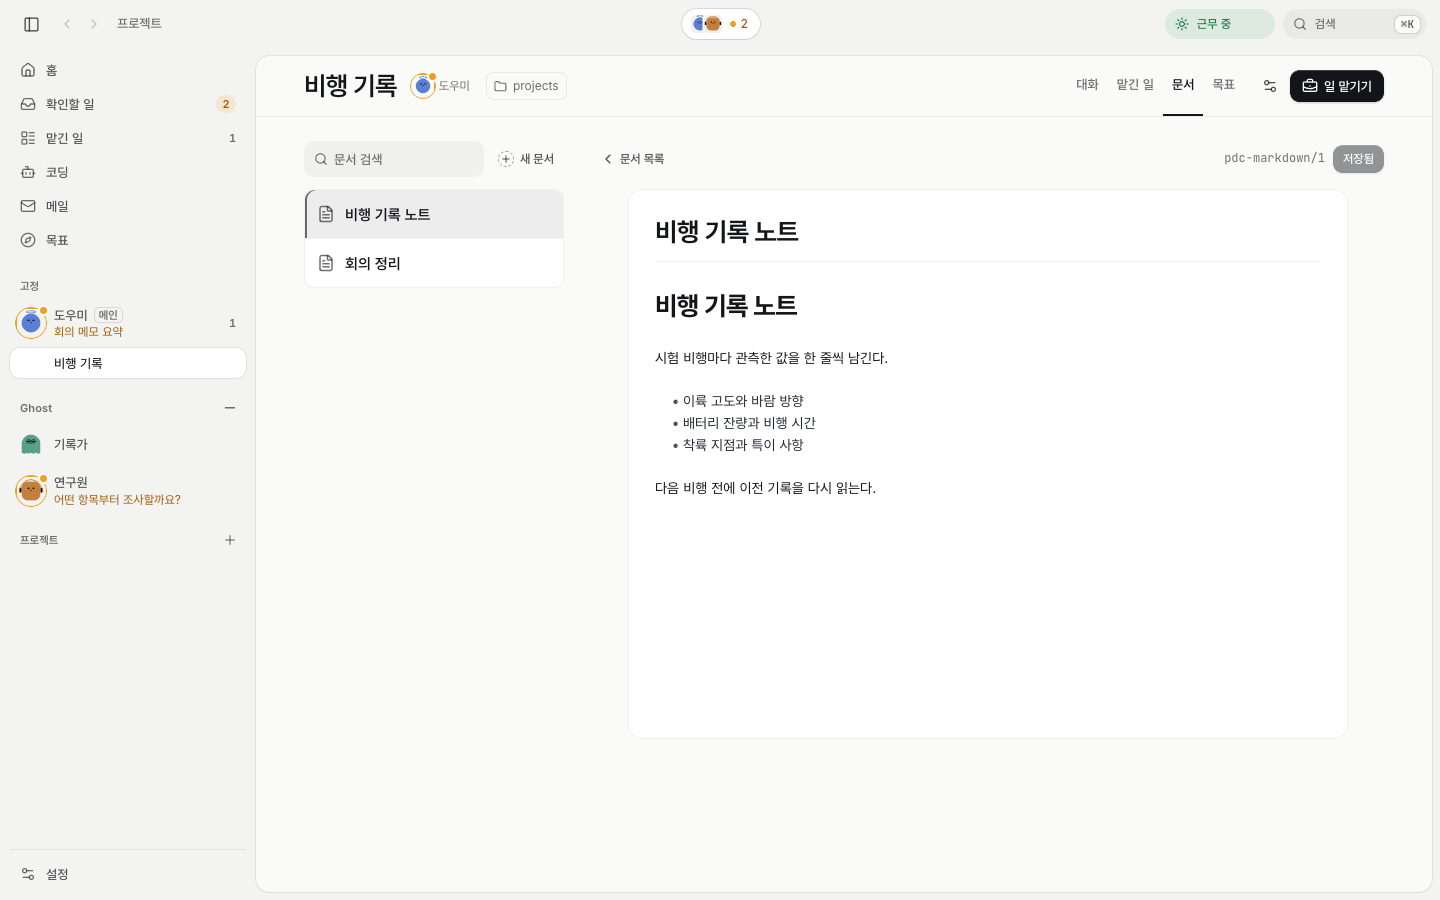 프로젝트
2
근무 중
검색
⌘K
홈
확인할 일
2
맡긴 일
1
코딩
메일
목표
고정
도우미
메인
회의 메모 요약
1
비행 기록
Ghost
기록가
연구원
어떤 항목부터 조사할까요?
프로젝트
설정
비행 기록
도우미
projects
대화
맡긴 일
문서
목표
일 맡기기
문서 검색
새 문서
문서 목록
pdc-markdown/1
저장됨
비행 기록 노트
회의 정리
비행 기록 노트
비행 기록 노트
시험 비행마다 관측한 값을 한 줄씩 남긴다.
• 이륙 고도와 바람 방향
• 배터리 잔량과 비행 시간
• 착륙 지점과 특이 사항
다음 비행 전에 이전 기록을 다시 읽는다.